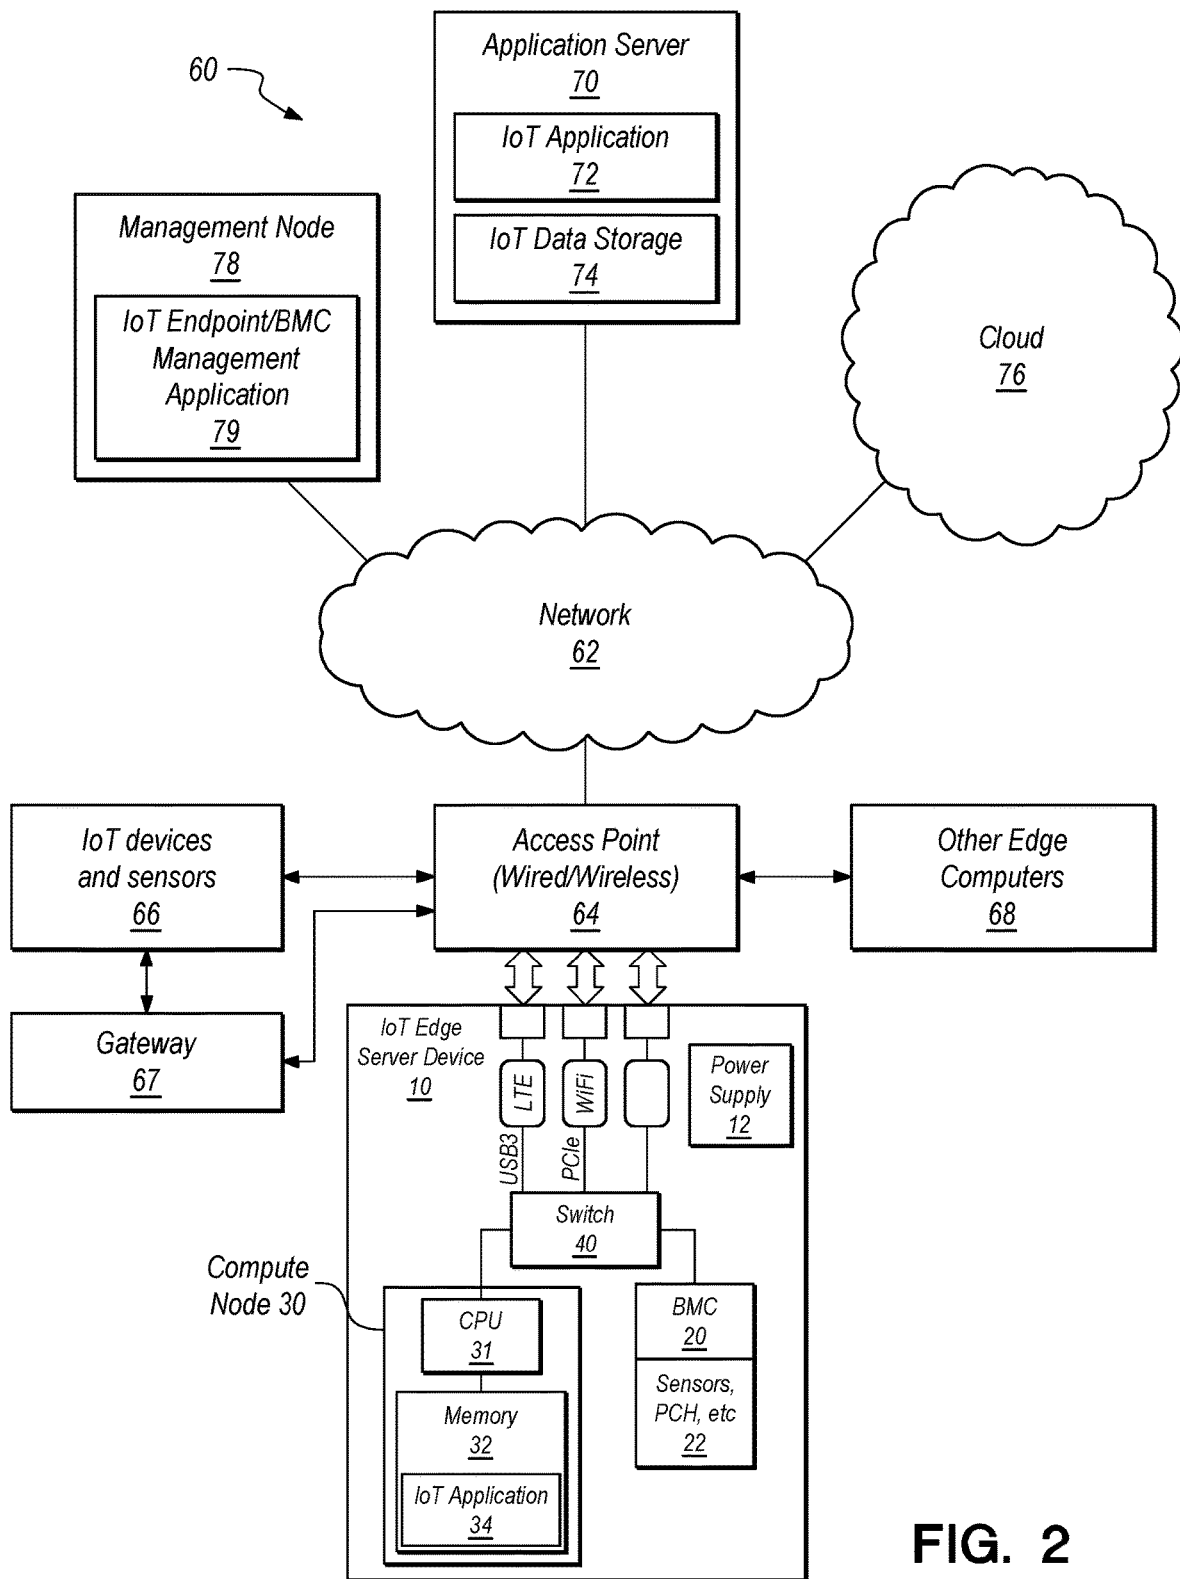 60
Application Server
70
IoT Application
72
IoT Data Storage
74
Management Node
78
IoT Endpoint/BMC
Management
Application
79
Cloud
76
Network
62
IoT devices
and sensors
66
Access Point
(Wired/Wireless)
64
Other Edge
Computers
68
Gateway
67
IoT Edge
Server Device
10
LTE
WiFi
Power
Supply
12
USB3
PCIe
Switch
40
Compute
Node 30
CPU
31
BMC
20
Memory
32
Sensors,
PCH, etc
22
IoT Application
34
FIG. 2